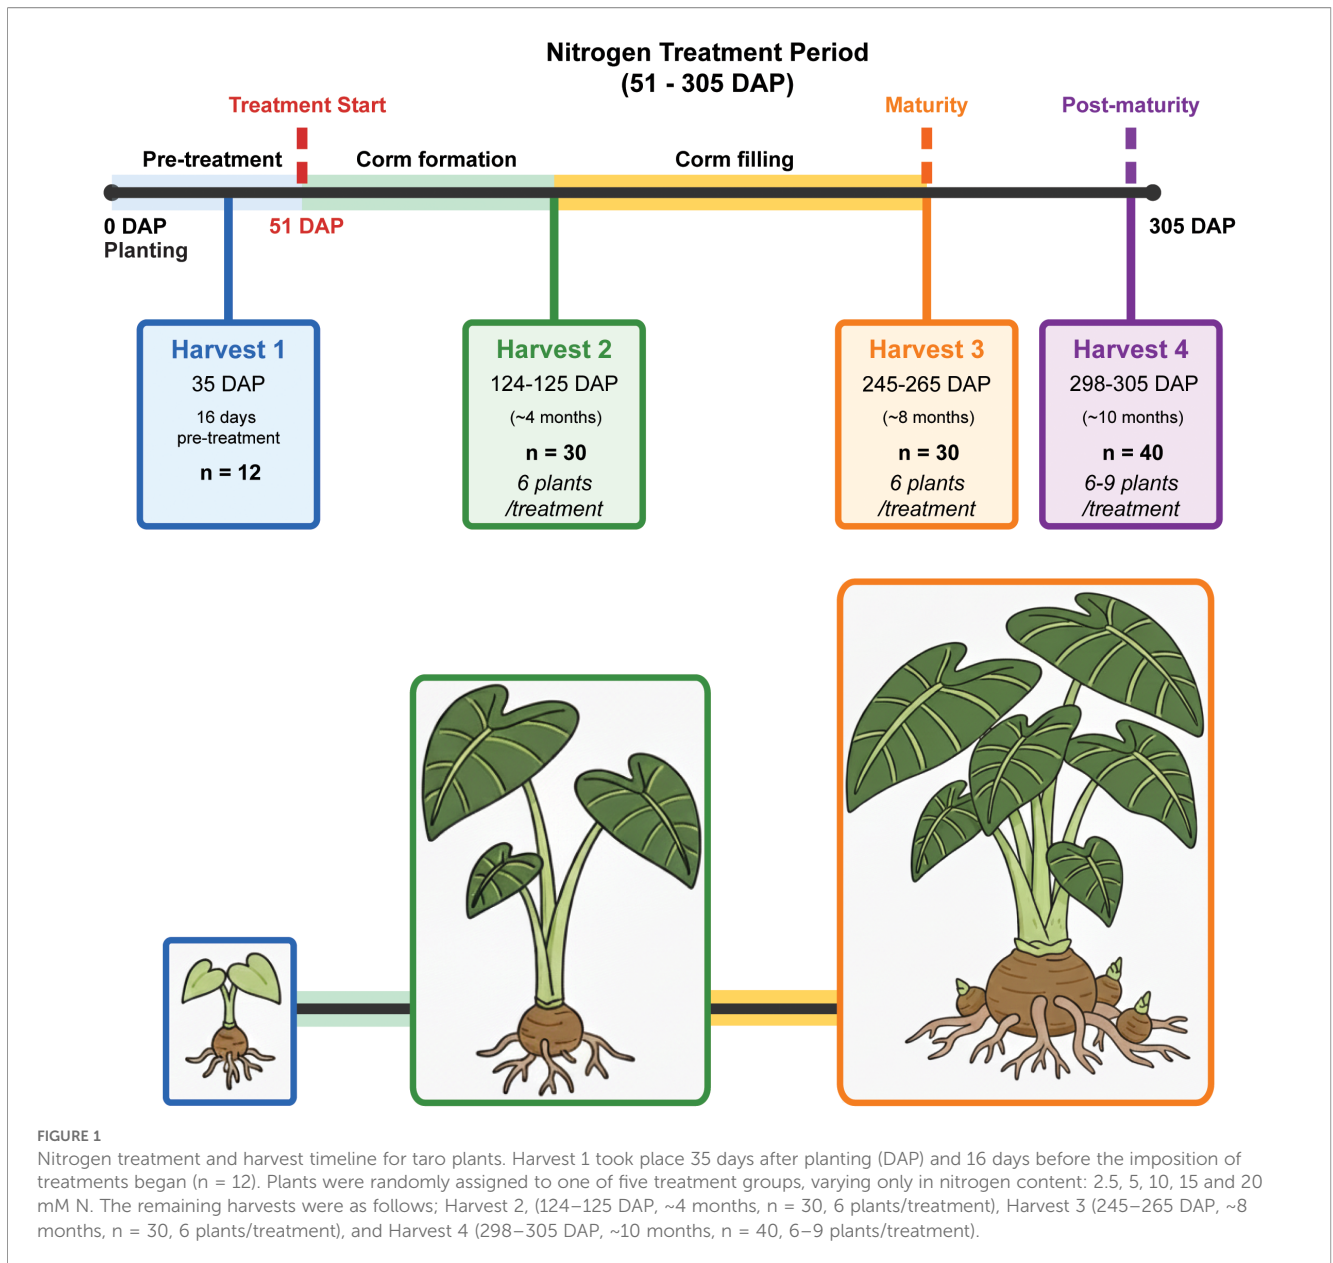 Nitrogen Treatment Period
(51 - 305 DAP)
Treatment Start
Maturity
Post-maturity
Pre-treatment
Corm formation
Corm filling
0 DAP
Planting
51 DAP
305 DAP
Harvest 1
35 DAP
16 days
pre-treatment
n = 12
Harvest 2
124-125 DAP
(~4 months)
n = 30
6 plants
/treatment
Harvest 3
245-265 DAP
(~8 months)
n = 30
6 plants
/treatment
Harvest 4
298-305 DAP
(~10 months)
n = 40
6-9 plants
/treatment
FIGURE 1
Nitrogen treatment and harvest timeline for taro plants. Harvest 1 took place 35 days after planting (DAP) and 16 days before the imposition of
treatments began (n = 12). Plants were randomly assigned to one of five treatment groups, varying only in nitrogen content: 2.5, 5, 10, 15 and 20
mM N. The remaining harvests were as follows; Harvest 2, (124–125 DAP, ~4 months, n = 30, 6 plants/treatment), Harvest 3 (245–265 DAP, ~8
months, n = 30, 6 plants/treatment), and Harvest 4 (298–305 DAP, ~10 months, n = 40, 6–9 plants/treatment).